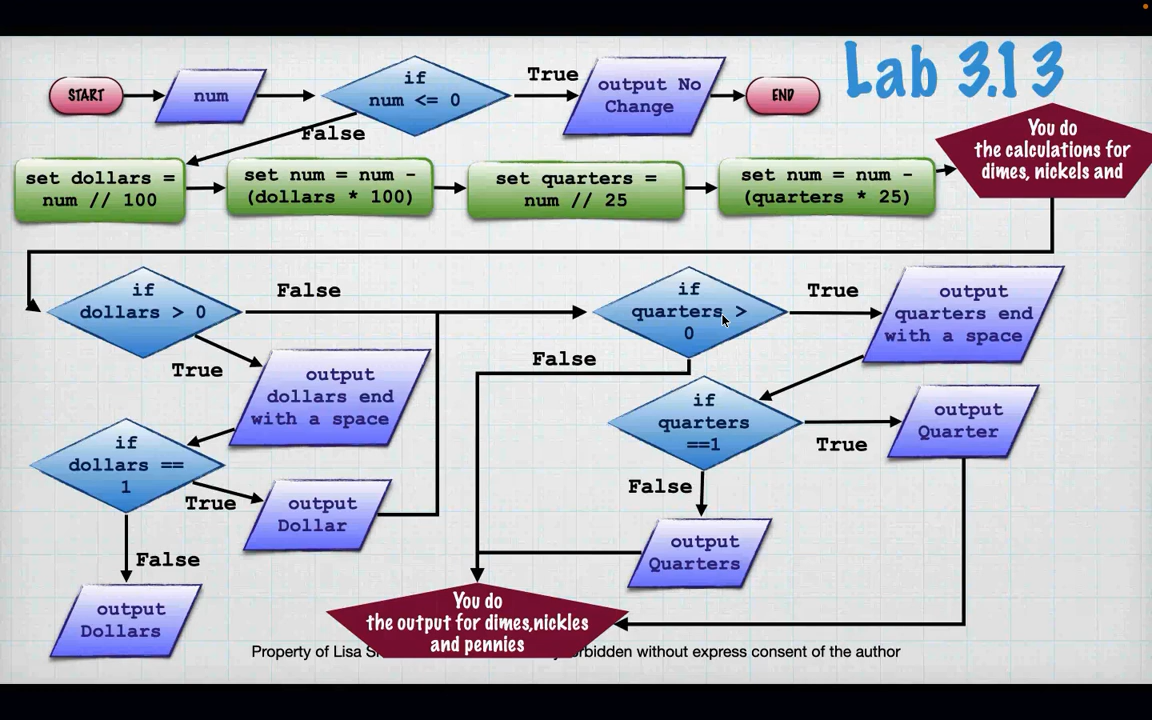 Lab 3.13
START
num
if
num <= 0
True
output No
Change
END
False
set dollars =
num // 100
set num = num -
(dollars * 100)
set quarters =
num // 25
set num = num -
(quarters * 25)
You do
the calculations for
dimes, nickels and
if
dollars > 0
False
True
output
dollars end
with a space
if
dollars ==
1
True
output
Dollar
False
output
Dollars
if
quarters >
0
True
output
quarters end
with a space
False
if
quarters
==1
True
output
Quarter
False
output
Quarters
You do
the output for dimes,nickles
and pennies
Property of Lisa forbidden without express consent of the author